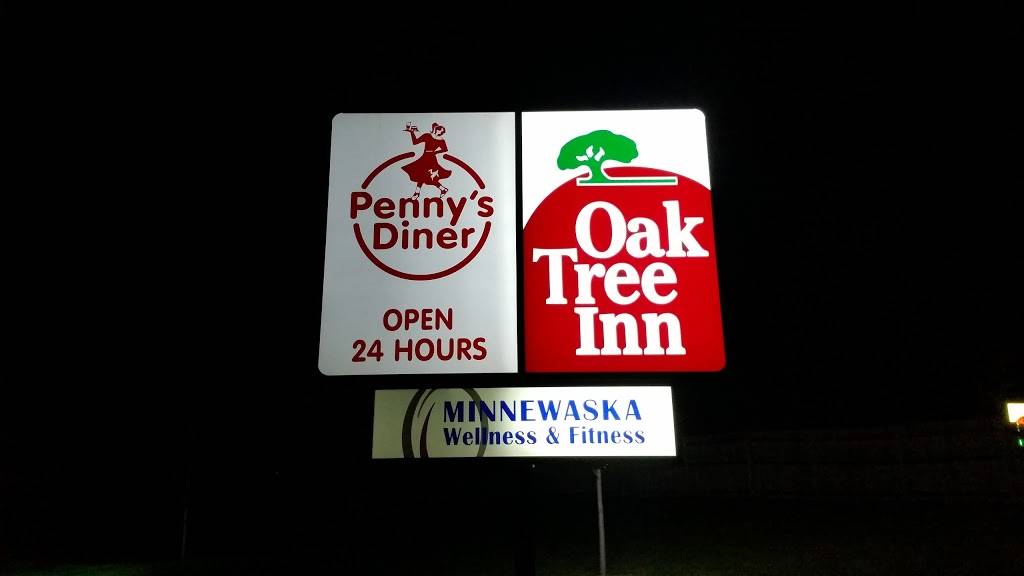 Penny's
Diner
OPEN
24 HOURS
Oak
Tree
Inn
MINNEWASKA
Wellness & Fitness